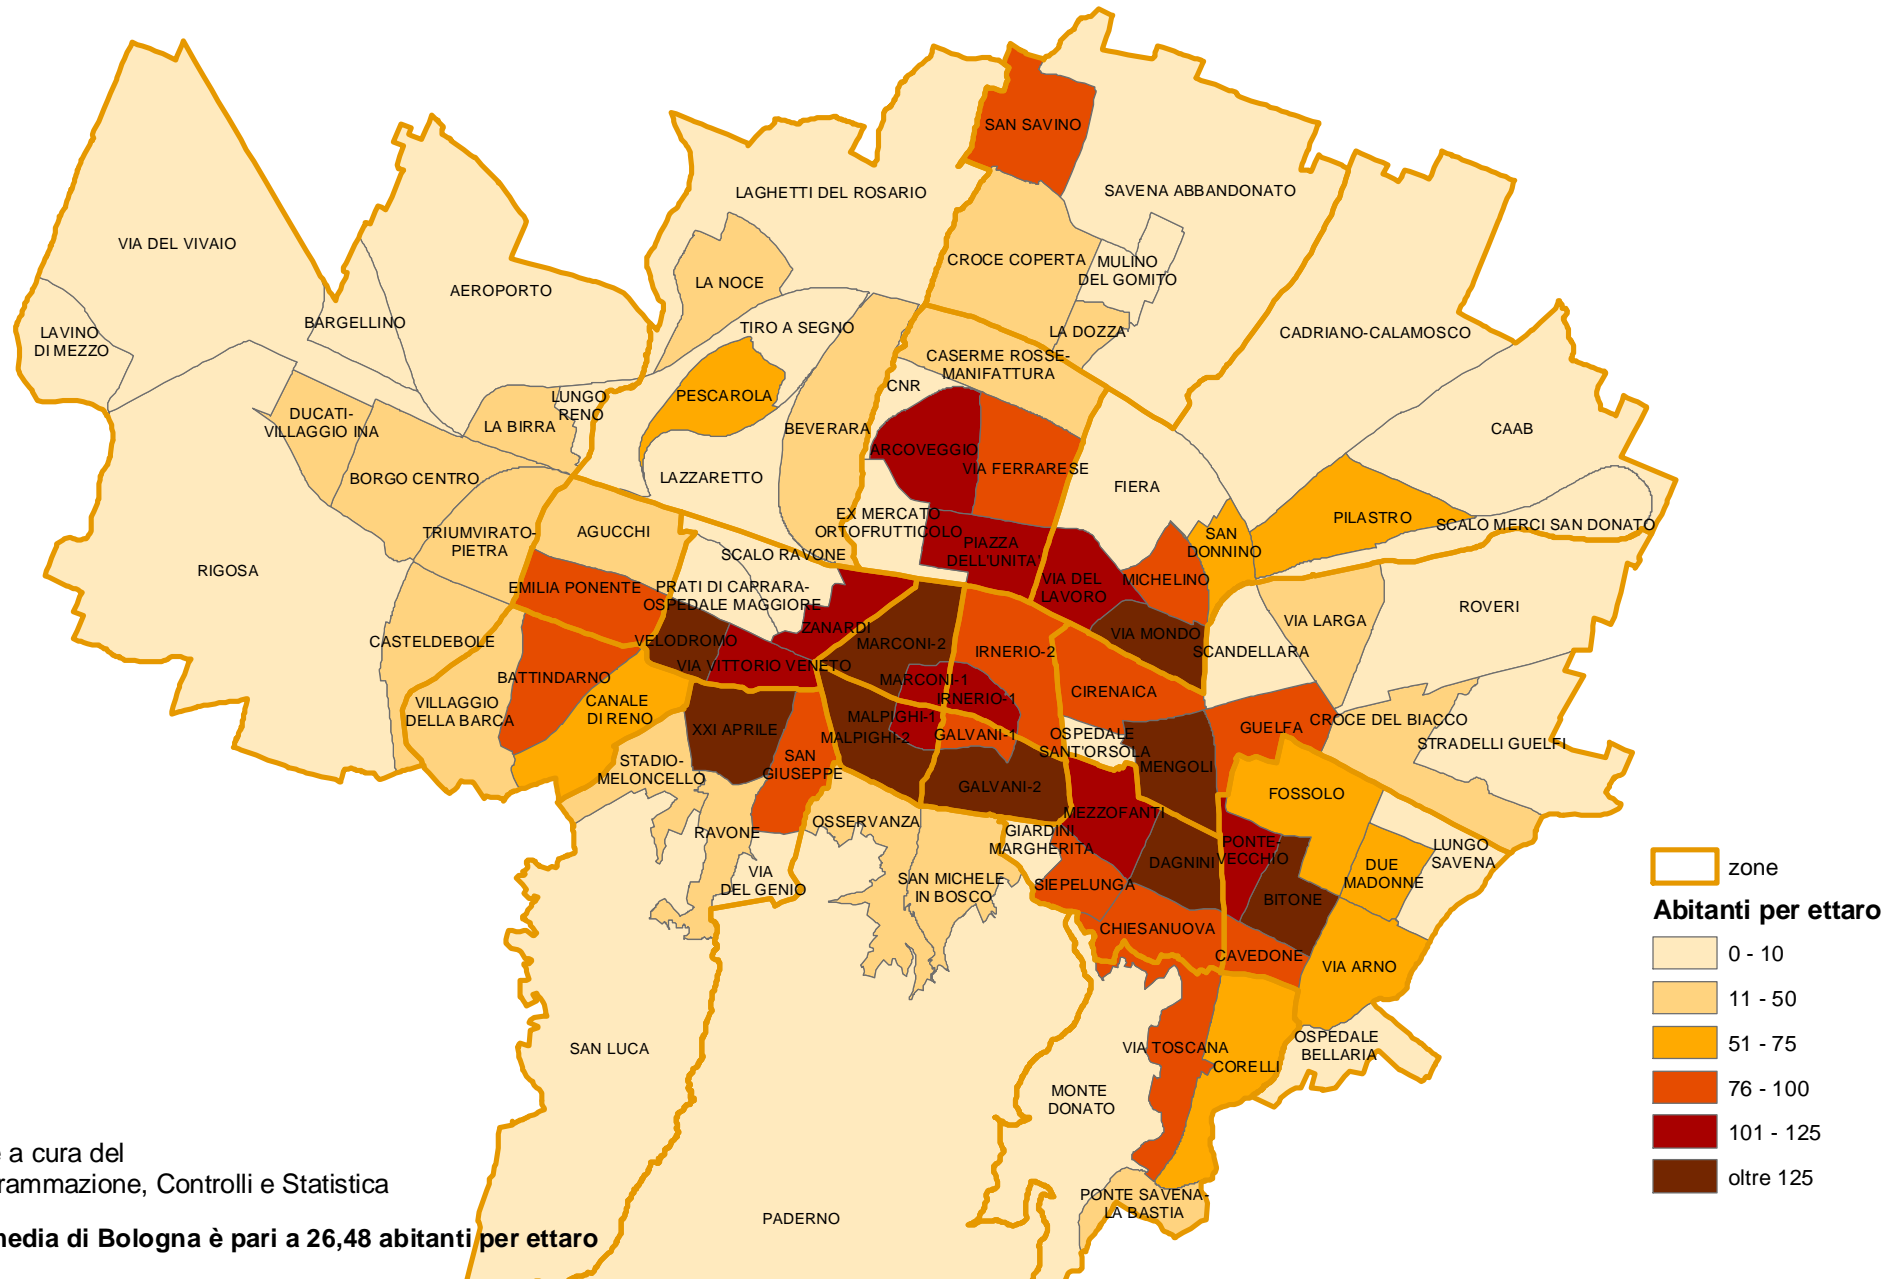 SAN SAVINO
LAGHETTI DEL ROSARIO
SAVENA ABBANDONATO
VIA DEL VIVAIO
CROCE COPERTA
MULINO
DEL GOMITO
LA NOCE
AEROPORTO
BARGELLINO
LAVINO
DI MEZZO
TIRO A SEGNO
LA DOZZA
CADRIANO-CALAMOSCO
CASERME ROSSE-
MANIFATTURA
CNR
PESCAROLA
LUNGO
RENO
DUCATI-
VILLAGGIO INA
LA BIRRA
BEVERARA
CAAB
ARCOVEGGIO
VIA FERRARESE
BORGO CENTRO
LAZZARETTO
FIERA
EX MERCATO
ORTOFRUTTICOLO
PILASTRO
SCALO MERCI SAN DONATO
TRIUMVIRATO-
PIETRA
AGUCCHI
SCALO RAVONE
PIAZZA
DELL'UNITA'
SAN
DONNINO
RIGOSA
EMILIA PONENTE
PRATI DI CAPRARA-
OSPEDALE MAGGIORE
VIA DEL
LAVORO
MICHELINO
ROVERI
VIA LARGA
CASTELDEBOLE
VELODROMO
ZANARDI
MARCONI-2
VIA MONDO
IRNERIO-2
SCANDELLARA
VIA VITTORIO VENETO
BATTINDARNO
MARCONI-1
IRNERIO-1
CIRENAICA
VILLAGGIO
DELLA BARCA
CANALE
DI RENO
XXI APRILE
MALPIGHI-1
MALPIGHI-2
GALVANI-1
OSPEDALE
SANT'ORSOLA
GUELFA
CROCE DEL BIACCO
STRADELLI GUELFI
STADIO-
MELONCELLO
SAN
GIUSEPPE
MENGOLI
GALVANI-2
FOSSOLO
MEZZOFANTI
OSSERVANZA
RAVONE
GIARDINI
MARGHERITA
PONTE-
VECCHIO
DAGNINI
LUNGO
SAVENA
DUE
MADONNE
VIA
DEL GENIO
SAN MICHELE
IN BOSCO
SIEPELUNGA
BITONE
CHIESANUOVA
CAVEDONE
VIA ARNO
SAN LUCA
VIA TOSCANA
CORELLI
OSPEDALE
BELLARIA
MONTE
DONATO
PONTE SAVENA-
LA BASTIA
PADERNO
zone
Abitanti per ettaro
0 - 10
11 - 50
51 - 75
76 - 100
101 - 125
oltre 125
a cura del
Controlli e Statistica
di Bologna è pari a 26,48 abitanti per ettaro